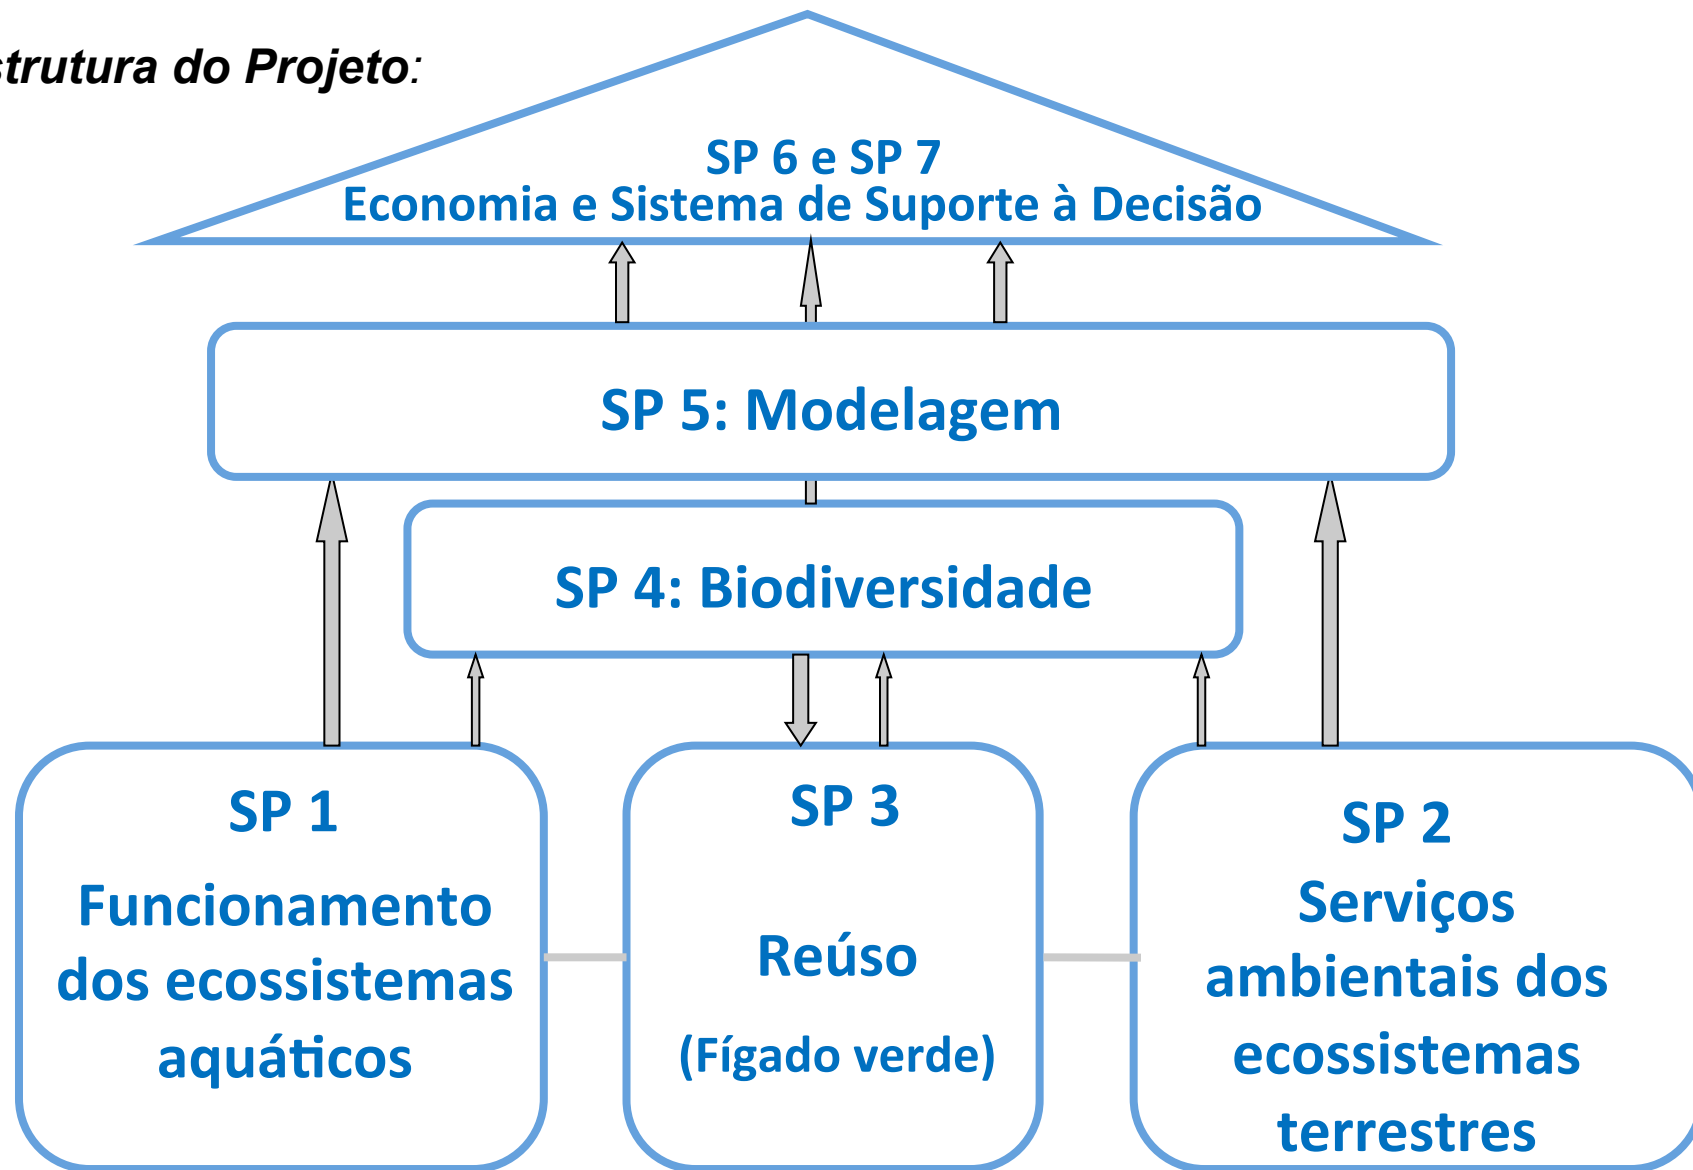 strutura do Projeto:
SP 6 e SP 7
Economia e Sistema de Suporte à Decisão
SP 5: Modelagem
SP 4: Biodiversidade
SP 1
Funcionamento
dos ecossistemas
aquáticos
SP 3
Reúso
(Fígado verde)
SP 2
Serviços
ambientais dos
ecossistemas
terrestres